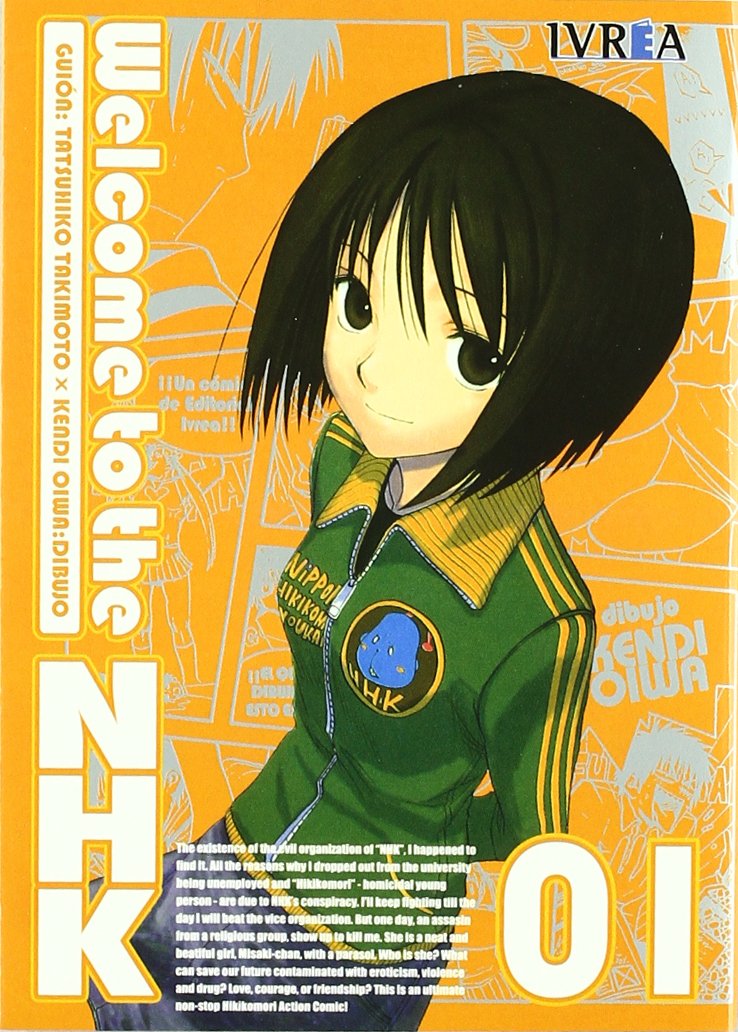 IVREA
Welcome to the
NHK
GUIÓN: TATSUHIKO TAKIMOTO × KENDI OIWA:DIBUJO
¡¡Un cómic
de Editorial
Ivrea!!
NIPPON
HIKIKOM
YOUKAI
N·H·K
dibujo
KENDI
OIWA
DIBU
ESTO
01
The existence of the evil organization of "NHK", I happened to
find it. All the reasons why I dropped out from the university
being unemployed and "Hikikomori" - homicidal young
person - are due to NHK's conspiracy. I'll keep fighting till the
day I will beat the vice organization. But one day, an assasin
from a religious group, show up to kill me. She is a neat and
beatiful girl, Misaki-chan, with a parasol. Who is she? What
can save our future contaminated with eroticism, violence
and drug? Love, courage, or friendship? This is an ultimate
non-stop Hikikomori Action Comic!